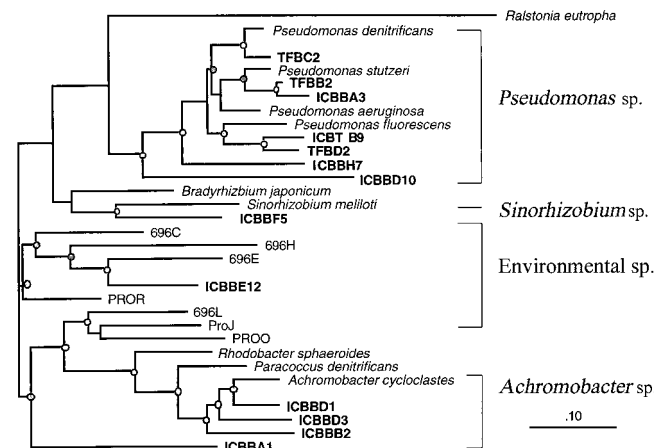 Ralstonia eutropha
Pseudomonas denitrificans
TFBC2
Pseudomonas stutzeri
TFBB2
ICBBA3
Pseudomonas aeruginosa
Pseudomonas fluorescens
ICBT B9
TFBD2
ICBBH7
ICBBD10
Pseudomonas sp.
Bradyrhizbium japonicum
Sinorhizobium meliloti
ICBBF5
Sinorhizobium sp.
696C
696H
696E
ICBBE12
PROR
696L
ProJ
PROO
Environmental sp.
Rhodobacter sphaeroides
Paracoccus denitrificans
Achromobacter cycloclastes
ICBBD1
ICBBD3
ICBBB2
ICBBA1
Achromobacter sp
.10